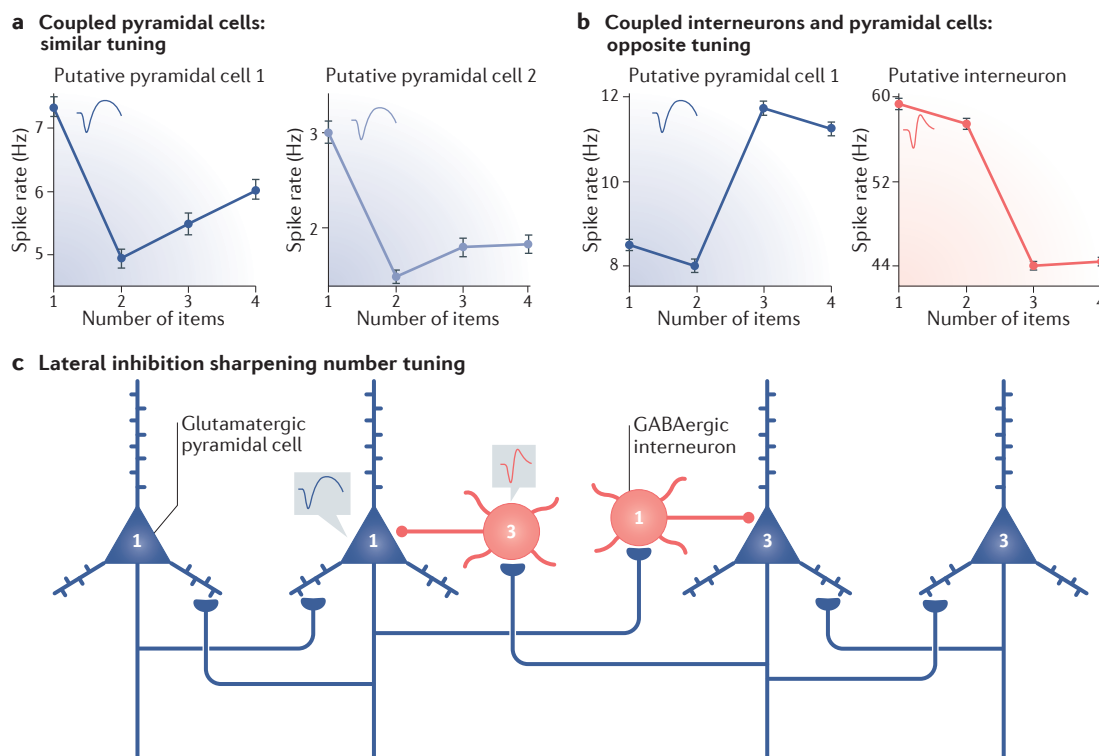 a Coupled pyramidal cells:
similar tuning
Putative pyramidal cell 1
Spike rate (Hz)
7
6
5
1 2 3 4
Number of items
Putative pyramidal cell 2
Spike rate (Hz)
3
2
1 2 3 4
Number of items
b Coupled interneurons and pyramidal cells:
opposite tuning
Putative pyramidal cell 1
Spike rate (Hz)
12
10
8
1 2 3 4
Number of items
Putative interneuron
Spike rate (Hz)
60
52
44
1 2 3 4
Number of items
c Lateral inhibition sharpening number tuning
Glutamatergic
pyramidal cell
GABAergic
interneuron
1 1 3 1 3 3